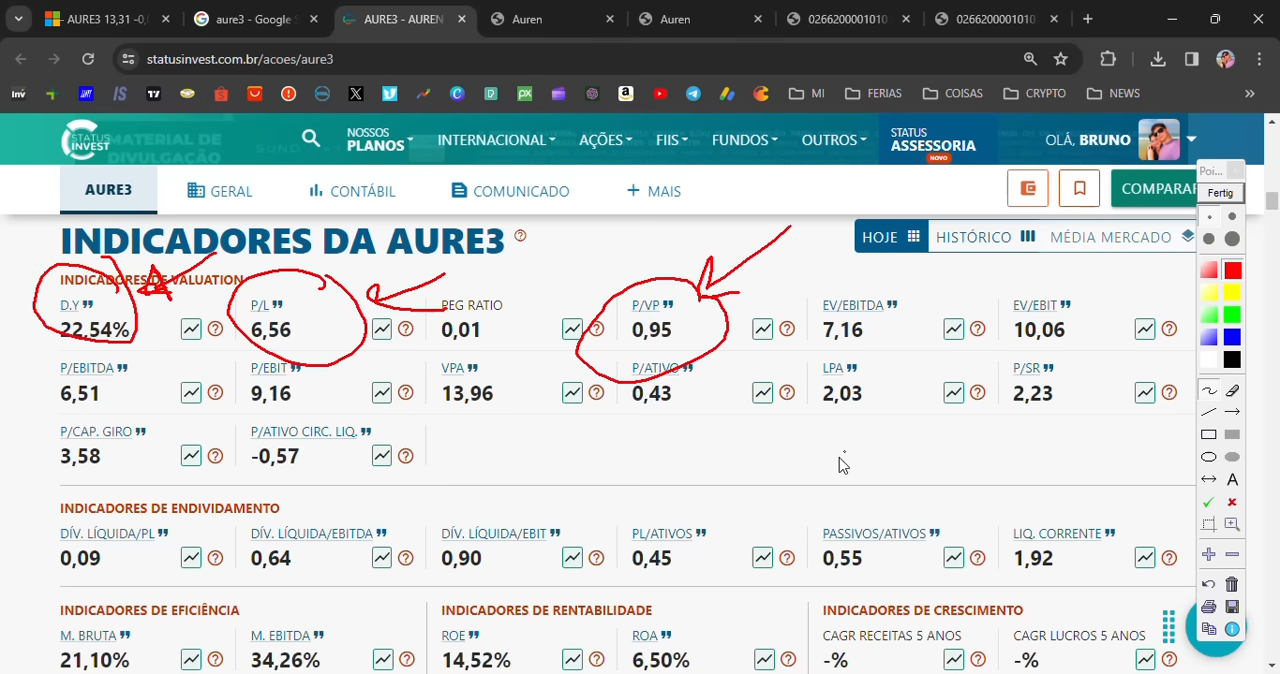 AURE3 13,31 -0,
aure3 - Google
AURE3 - AUREN
Auren
Auren
0266200001010
0266200001010
statusinvest.com.br/acoes/aure3
MI
FERIAS
COISAS
CRYPTO
NEWS
MATERIAL DE
DIVULGAÇÃO
STATUS
INVEST
NOSSOS
PLANOS
INTERNACIONAL
AÇÕES
FIIS
FUNDOS
OUTROS
STATUS
ASSESSORIA
NOVO
OLÁ, BRUNO
AURE3
GERAL
CONTÁBIL
COMUNICADO
+ MAIS
COMPARAR
Poi...
Fertig
INDICADORES DA AURE3
HOJE
HISTÓRICO
MÉDIA MERCADO
INDICADORES DE VALUATION
D.Y
P/L
PEG RATIO
P/VP
EV/EBITDA
EV/EBIT
22,54%
6,56
0,01
0,95
7,16
10,06
P/EBITDA
P/EBIT
VPA
P/ATIVO
LPA
P/SR
6,51
9,16
13,96
0,43
2,03
2,23
P/CAP. GIRO
P/ATIVO CIRC. LIQ.
3,58
-0,57
INDICADORES DE ENDIVIDAMENTO
DÍV. LÍQUIDA/PL
DÍV. LÍQUIDA/EBITDA
DÍV. LÍQUIDA/EBIT
PL/ATIVOS
PASSIVOS/ATIVOS
LIQ. CORRENTE
0,09
0,64
0,90
0,45
0,55
1,92
INDICADORES DE EFICIÊNCIA
INDICADORES DE RENTABILIDADE
INDICADORES DE CRESCIMENTO
M. BRUTA
M. EBITDA
ROE
ROA
CAGR RECEITAS 5 ANOS
CAGR LUCROS 5 ANOS
21,10%
34,26%
14,52%
6,50%
-%
-%